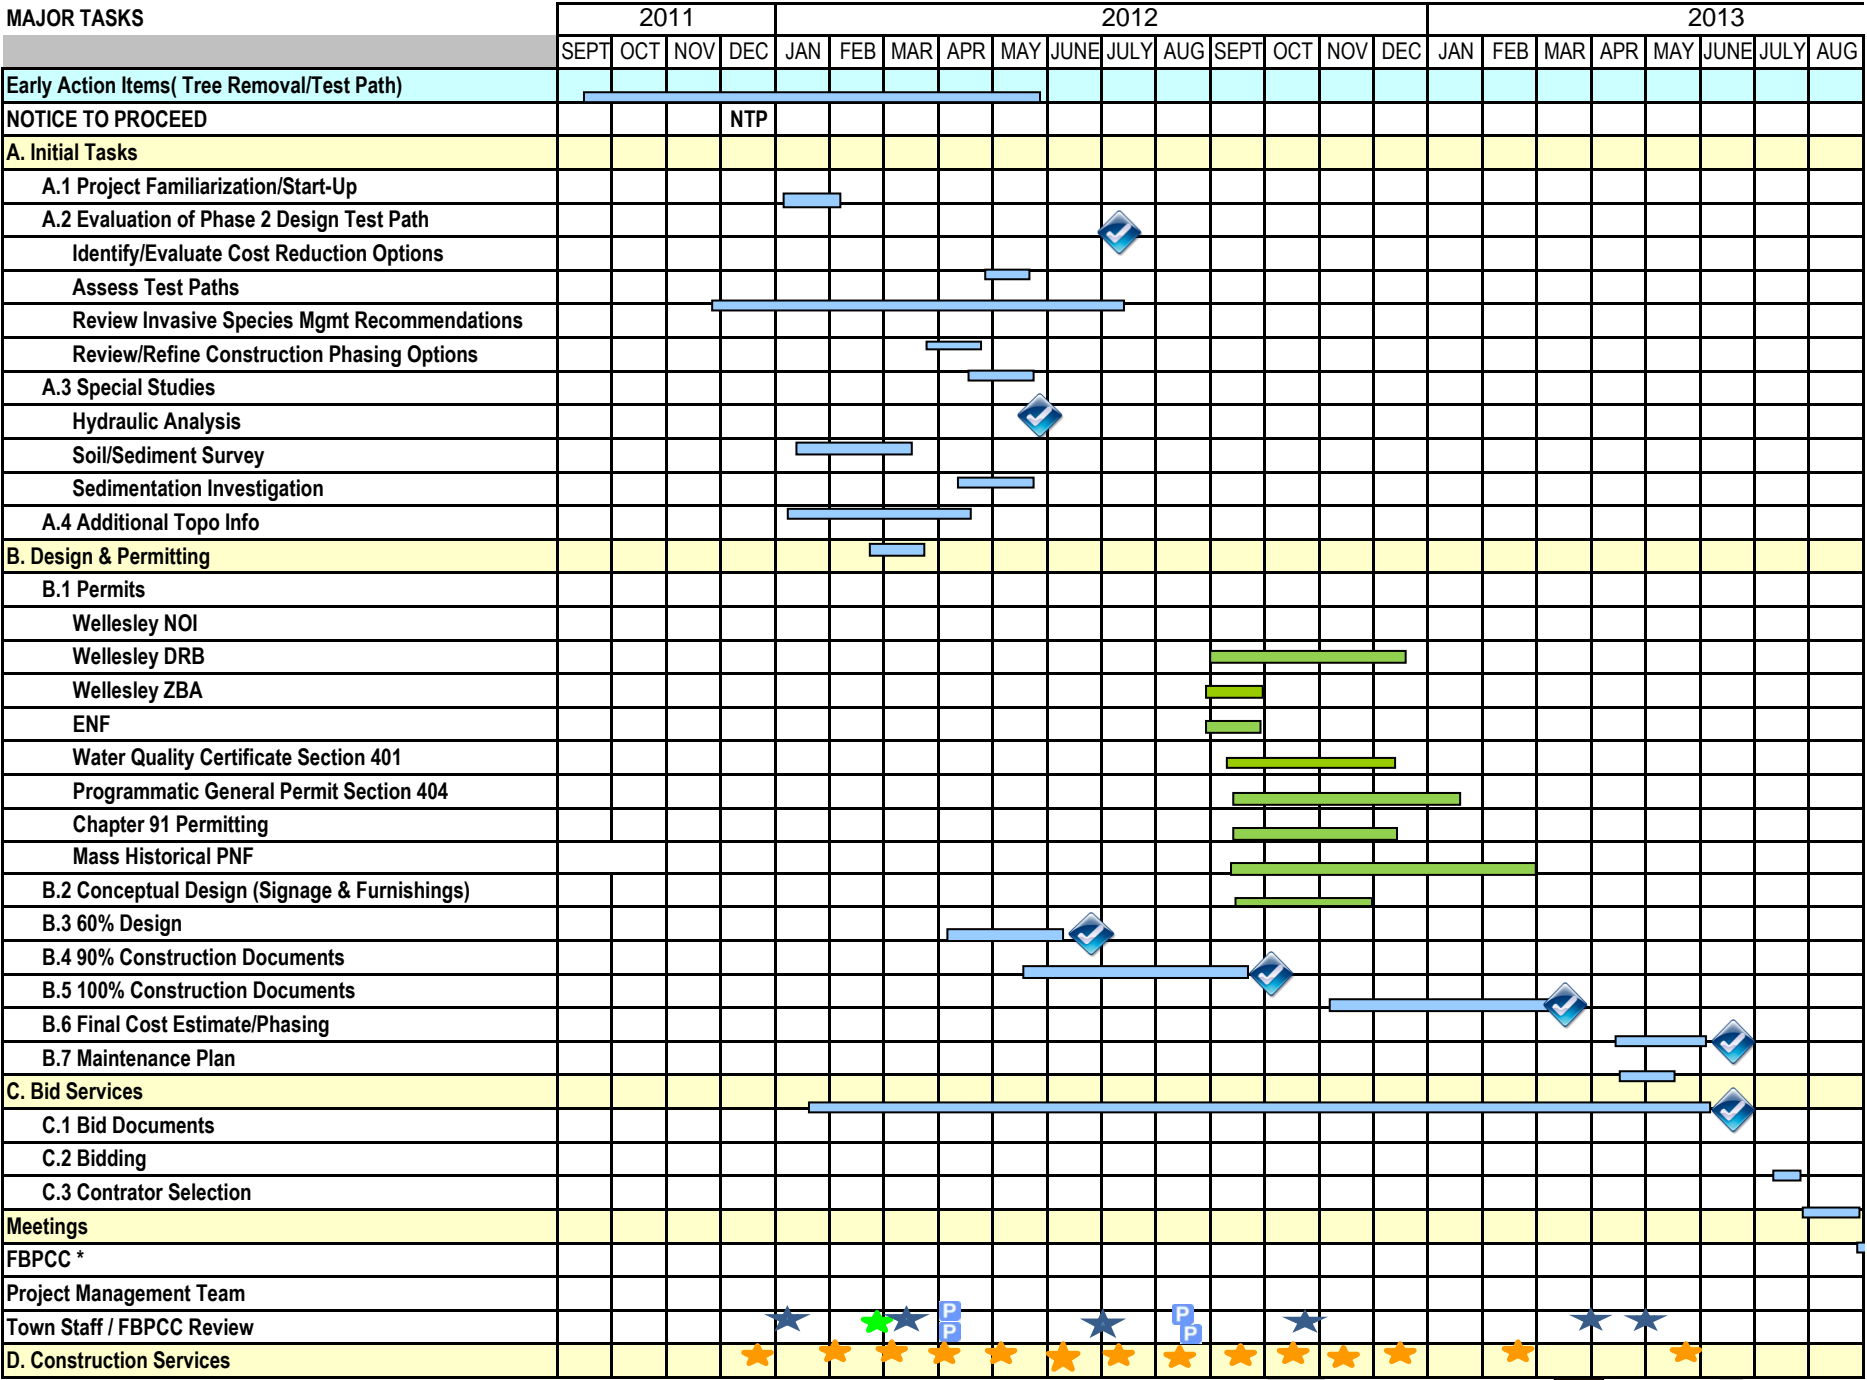 MAJOR TASKS 2011 2012 2013
SEPT OCT NOV DEC JAN FEB MAR APR MAY JUNE JULY AUG SEPT OCT NOV DEC JAN FEB MAR APR MAY JUNE JULY AUG
Early Action Items( Tree Removal/Test Path)
NOTICE TO PROCEED NTP
A. Initial Tasks
A.1 Project Familiarization/Start-Up
A.2 Evaluation of Phase 2 Design Test Path
Identify/Evaluate Cost Reduction Options
Assess Test Paths
Review Invasive Species Mgmt Recommendations
Review/Refine Construction Phasing Options
A.3 Special Studies
Hydraulic Analysis
Soil/Sediment Survey
Sedimentation Investigation
A.4 Additional Topo Info
B. Design & Permitting
B.1 Permits
Wellesley NOI
Wellesley DRB
Wellesley ZBA
ENF
Water Quality Certificate Section 401
Programmatic General Permit Section 404
Chapter 91 Permitting
Mass Historical PNF
B.2 Conceptual Design (Signage & Furnishings)
B.3 60% Design
B.4 90% Construction Documents
B.5 100% Construction Documents
B.6 Final Cost Estimate/Phasing
B.7 Maintenance Plan
C. Bid Services
C.1 Bid Documents
C.2 Bidding
C.3 Contrator Selection
Meetings
FBPCC *
Project Management Team
P P
Town Staff / FBPCC Review P P
D. Construction Services